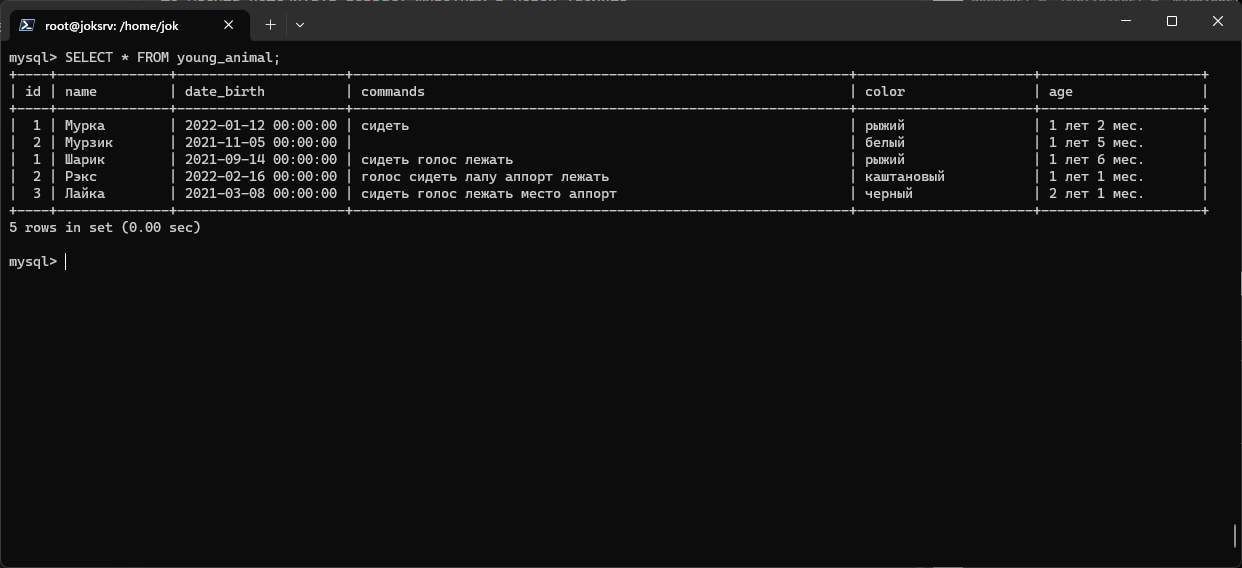 root@joksrv: /home/jok
mysql> SELECT * FROM young_animal;
+----+--------------+---------------------+--------------------------------------------------------------+----------------------+--------------------+
| id | name         | date_birth          | commands                                                     | color                | age                |
+----+--------------+---------------------+--------------------------------------------------------------+----------------------+--------------------+
|  1 | Мурка        | 2022-01-12 00:00:00 | сидеть                                                       | рыжий                | 1 лет 2 мес.       |
|  2 | Мурзик       | 2021-11-05 00:00:00 |                                                              | белый                | 1 лет 5 мес.       |
|  1 | Шарик        | 2021-09-14 00:00:00 | сидеть голос лежать                                          | рыжий                | 1 лет 6 мес.       |
|  2 | Рэкс         | 2022-02-16 00:00:00 | голос сидеть лапу аппорт лежать                              | каштановый           | 1 лет 1 мес.       |
|  3 | Лайка        | 2021-03-08 00:00:00 | сидеть голос лежать место аппорт                             | черный               | 2 лет 1 мес.       |
+----+--------------+---------------------+--------------------------------------------------------------+----------------------+--------------------+
5 rows in set (0.00 sec)
mysql>